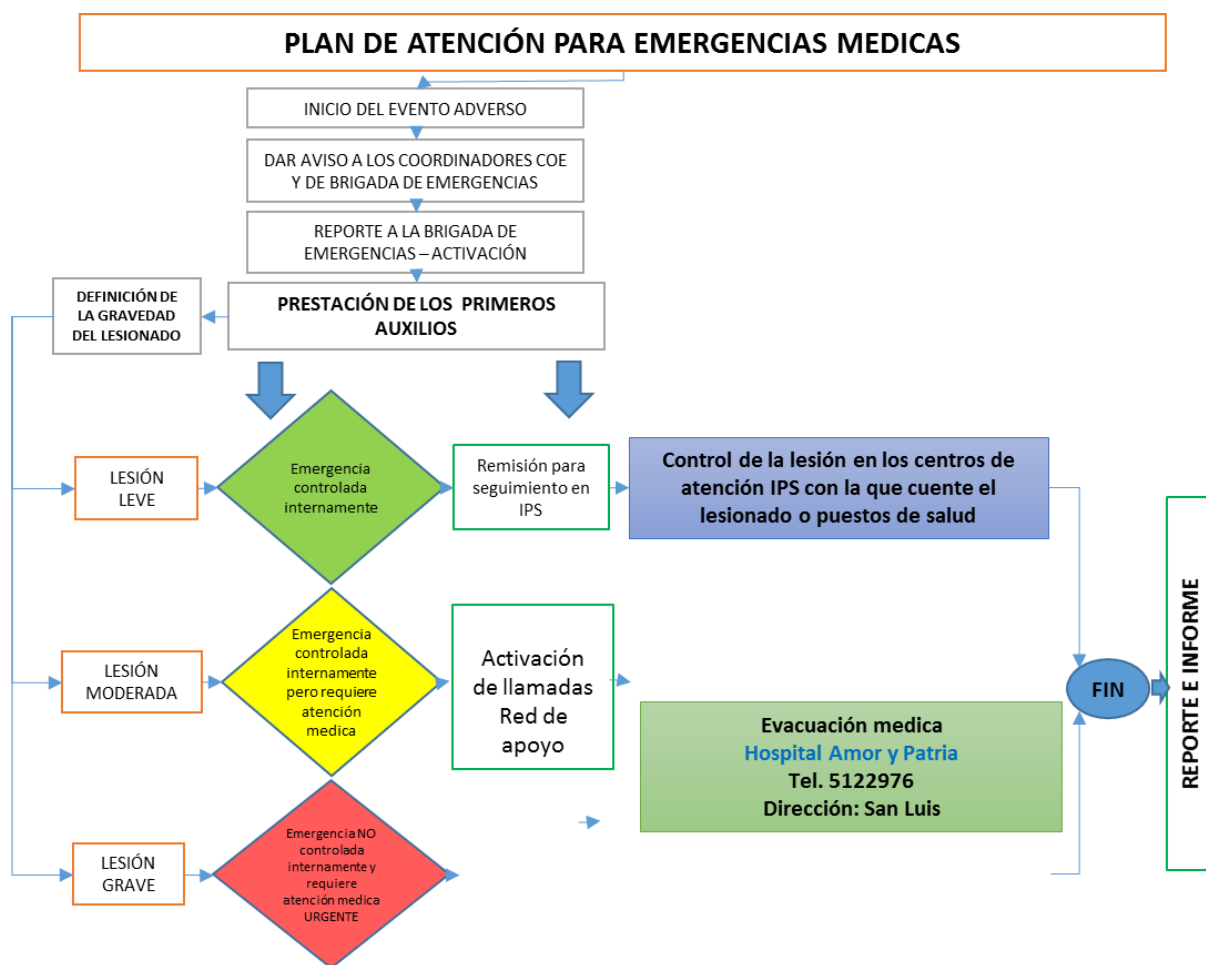 PLAN DE ATENCIÓN PARA EMERGENCIAS MEDICAS
INICIO DEL EVENTO ADVERSO
DAR AVISO A LOS COORDINADORES COE
Y DE BRIGADA DE EMERGENCIAS
REPORTE A LA BRIGADA DE
EMERGENCIAS – ACTIVACIÓN
DEFINICIÓN DE
LA GRAVEDAD
DEL LESIONADO
PRESTACIÓN DE LOS PRIMEROS
AUXILIOS
LESIÓN
LEVE
Emergencia
controlada
internamente
Remisión para
seguimiento en
IPS
Control de la lesión en los centros de
atención IPS con la que cuente el
lesionado o puestos de salud
LESIÓN
MODERADA
Emergencia
controlada
internamente
pero requiere
atención
medica
Activación
de llamadas
Red de
apoyo
Evacuación medica
Hospital Amor y Patria
Tel. 5122976
Dirección: San Luis
LESIÓN
GRAVE
Emergencia NO
controlada
internamente y
requiere
atención medica
URGENTE
FIN
REPORTE E INFORME